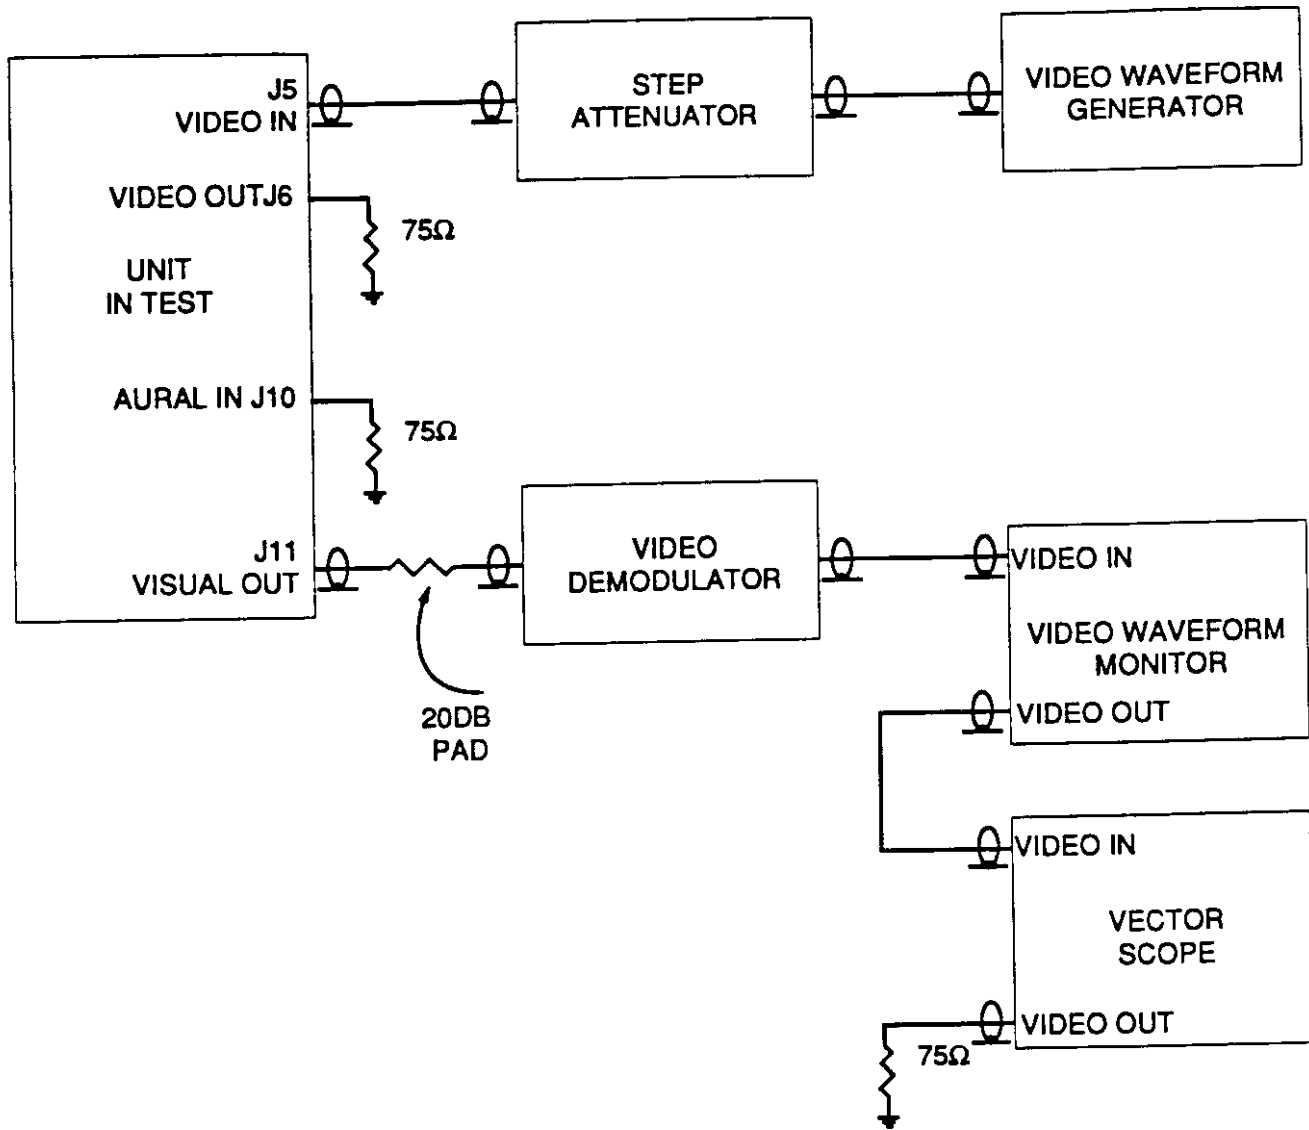 J5
VIDEO IN
VIDEO OUTJ6
75Ω
UNIT
IN TEST
AURAL IN J10
75Ω
J11
VISUAL OUT
20DB
PAD
STEP
ATTENUATOR
VIDEO WAVEFORM
GENERATOR
VIDEO
DEMODULATOR
VIDEO IN
VIDEO WAVEFORM
MONITOR
VIDEO OUT
VIDEO IN
VECTOR
SCOPE
VIDEO OUT
75Ω